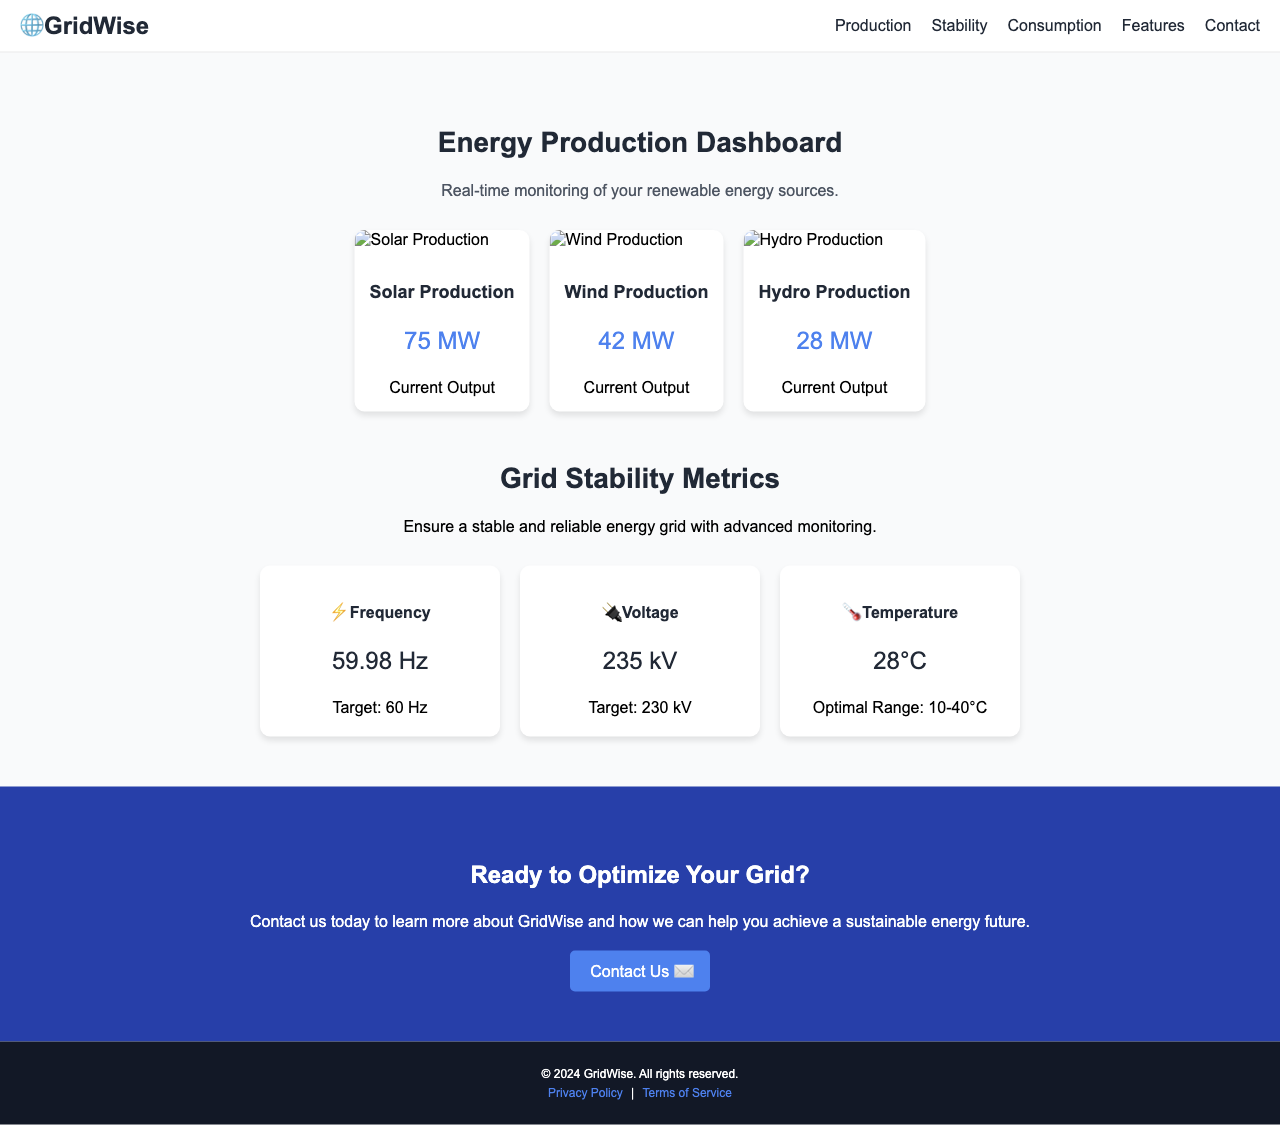 🌐GridWise
Production Stability Consumption Features Contact
Energy Production Dashboard
Real-time monitoring of your renewable energy sources.
Solar Production Wind Production Hydro Production
Solar Production Wind Production Hydro Production
75 MW 42 MW 28 MW
Current Output Current Output Current Output
Grid Stability Metrics
Ensure a stable and reliable energy grid with advanced monitoring.
⚡Frequency 🔌Voltage 🌡️Temperature
59.98 Hz 235 kV 28°C
Target: 60 Hz Target: 230 kV Optimal Range: 10-40°C
Ready to Optimize Your Grid?
Contact us today to learn more about GridWise and how we can help you achieve a sustainable energy future.
Contact Us ✉️
© 2024 GridWise. All rights reserved.
Privacy Policy | Terms of Service